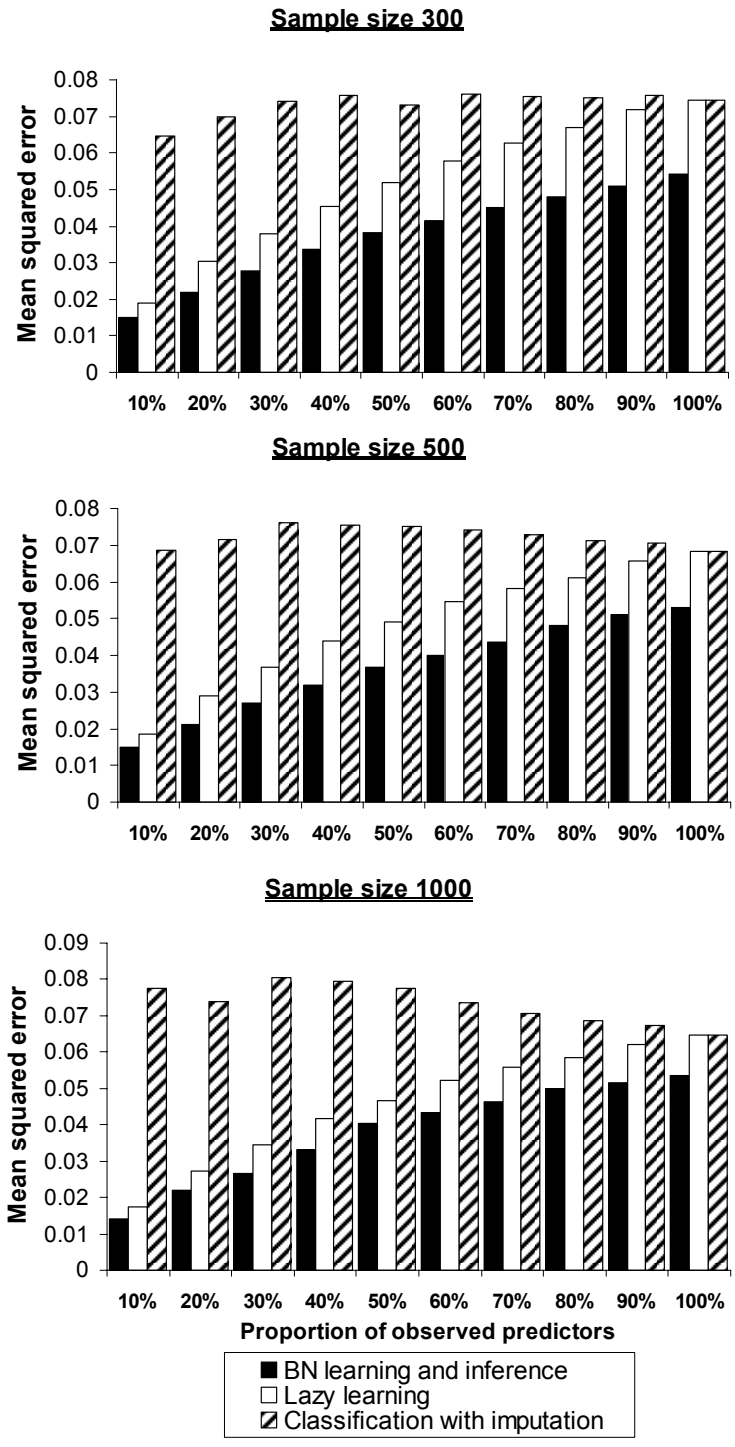 Sample size 300
Mean squared error
0.08
0.07
0.06
0.05
0.04
0.03
0.02
0.01
0
10% 20% 30% 40% 50% 60% 70% 80% 90% 100%
Sample size 500
Mean squared error
0.08
0.07
0.06
0.05
0.04
0.03
0.02
0.01
0
10% 20% 30% 40% 50% 60% 70% 80% 90% 100%
Sample size 1000
Mean squared error
0.09
0.08
0.07
0.06
0.05
0.04
0.03
0.02
0.01
0
10% 20% 30% 40% 50% 60% 70% 80% 90% 100%
Proportion of observed predictors
BN learning and inference
Lazy learning
Classification with imputation